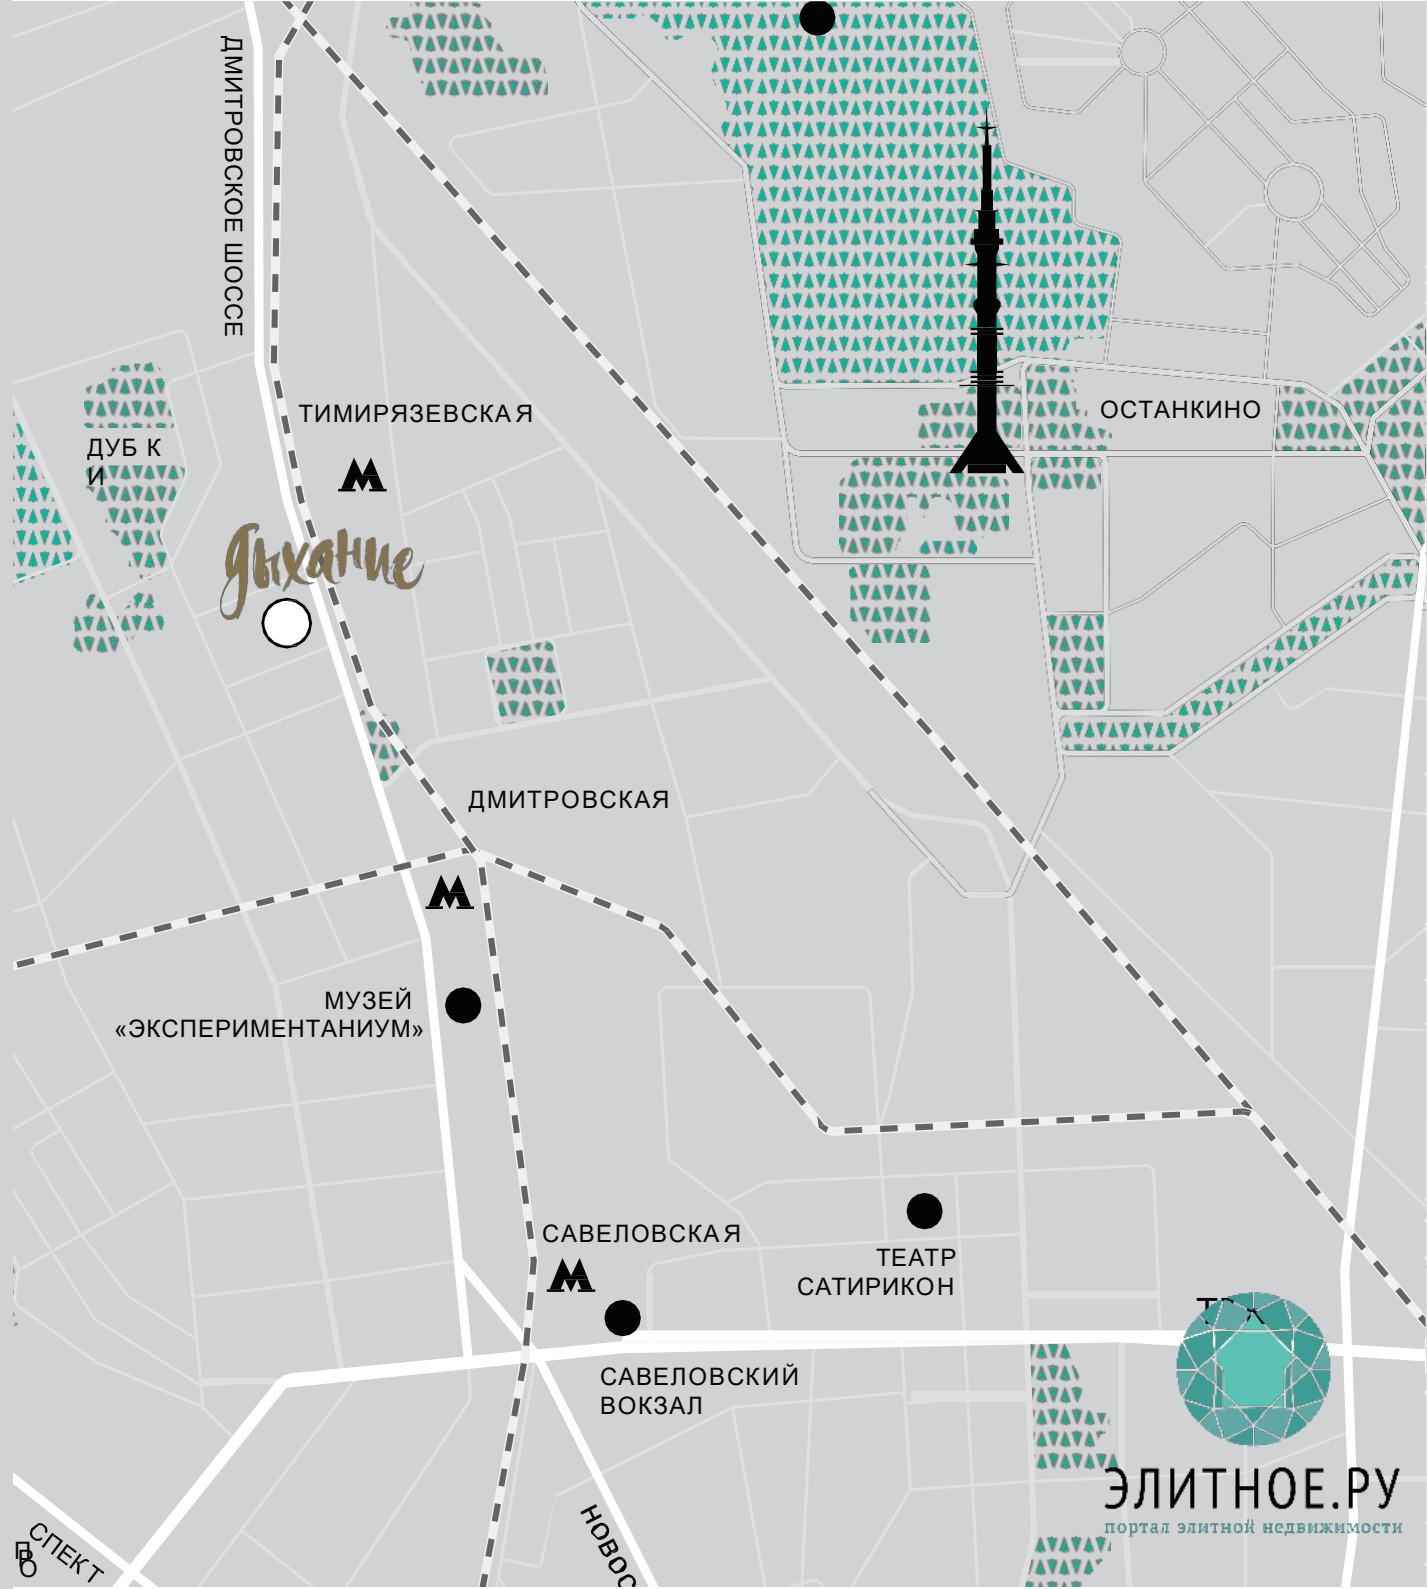 ДМИТРОВСКОЕ ШОССЕ
ТИМИРЯЗЕВСКАЯ
ОСТАНКИНО
ДУБ К
И
дыхание
ДМИТРОВСКАЯ
МУЗЕЙ
«ЭКСПЕРИМЕНТАНИУМ»
САВЕЛОВСКАЯ
ТЕАТР
САТИРИКОН
САВЕЛОВСКИЙ
ВОКЗАЛ
ЭЛИТНОЕ.РУ
портал элитной недвижимости
НОВОС
СПЕКТ